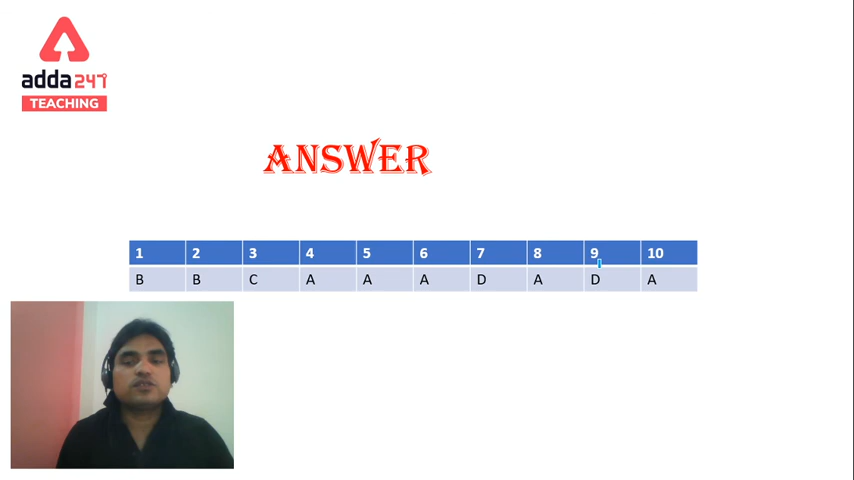 adda247
TEACHING
ANSWER
1 2 3 4 5 6 7 8 9 10
B B C A A A D A D A